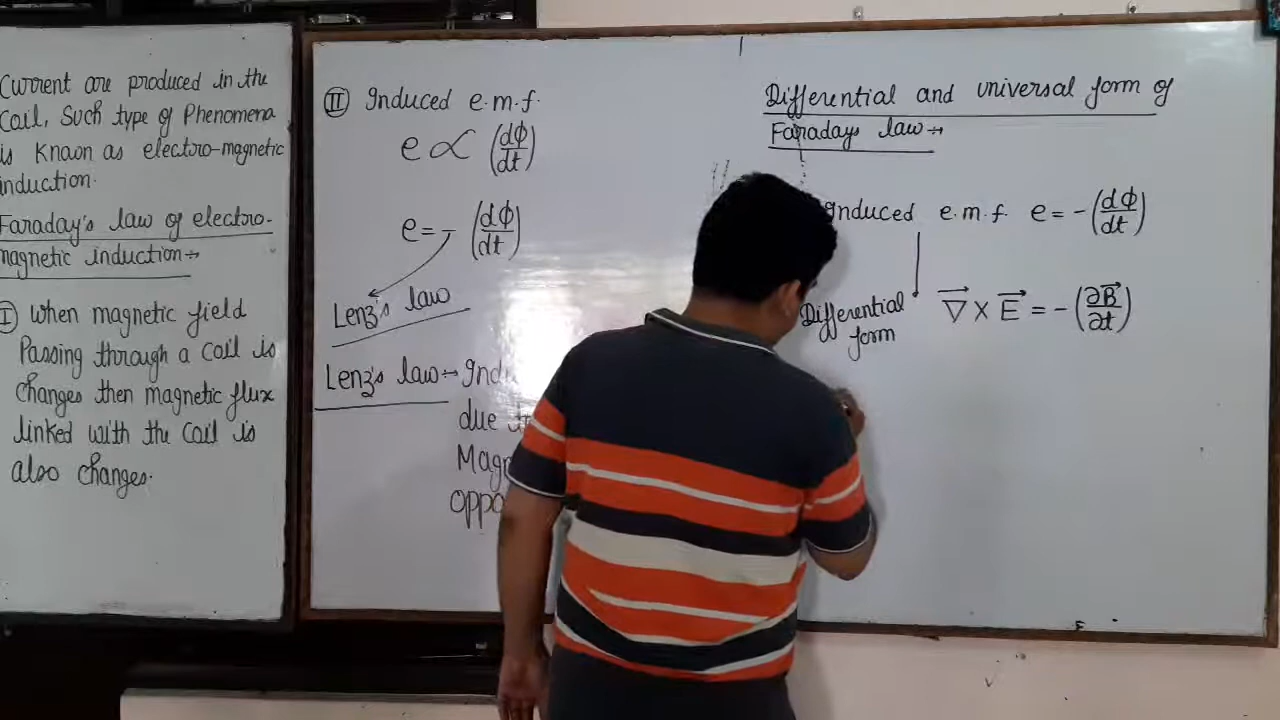 Current are produced in the
Coil, Such type of Phenomena
is Known as electro-magnetic
induction.
Faraday's law of electro-
magnetic induction→
I When magnetic field
Passing through a coil is
changes then magnetic flux
linked with the coil is
also changes.
II Induced e.m.f.
e ∝ (dϕ/dt)
e = - (dϕ/dt)
Lenz's law
Lenz's law→ Indu
due
Mag
oppo
Differential and universal form of
Faradays law→
Induced e.m.f. e = -(dϕ/dt)
Differential form ∇⃗ x E⃗ = -(∂B⃗/∂t)